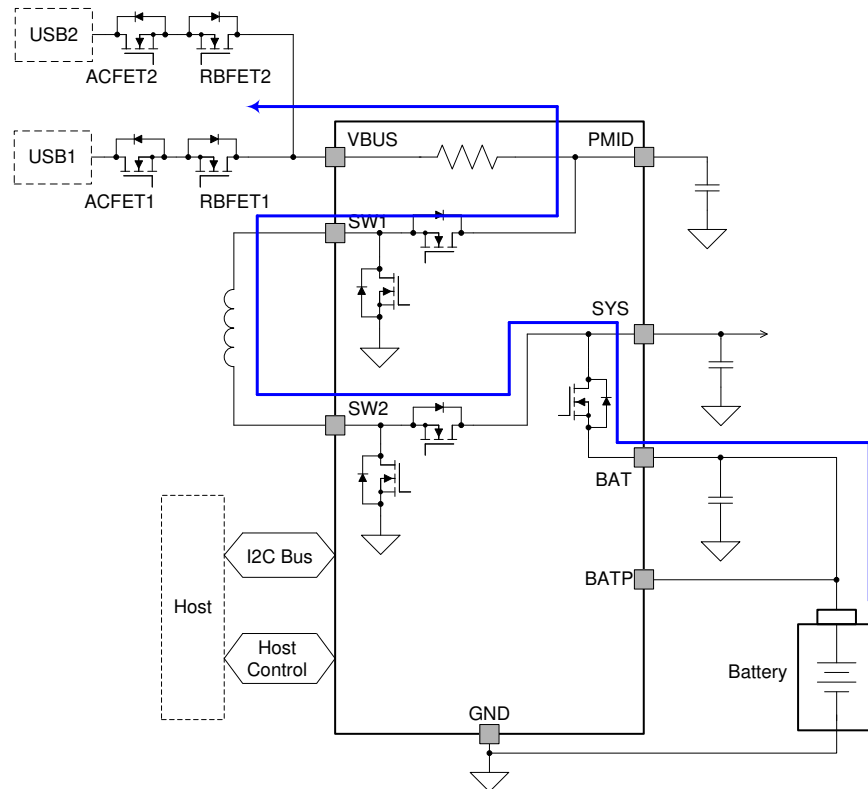 USB2
ACFET2
RBFET2
USB1
ACFET1
RBFET1
VBUS
PMID
SW1
SYS
SW2
BAT
I2C Bus
BATP
Host
Host
Control
Battery
GND